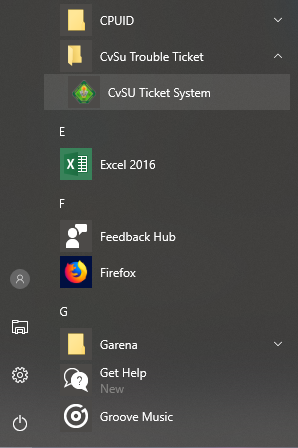 CPUID
CvSu Trouble Ticket
CvSU Ticket System
E
Excel 2016
F
Feedback Hub
Firefox
G
Garena
Get Help
New
Groove Music